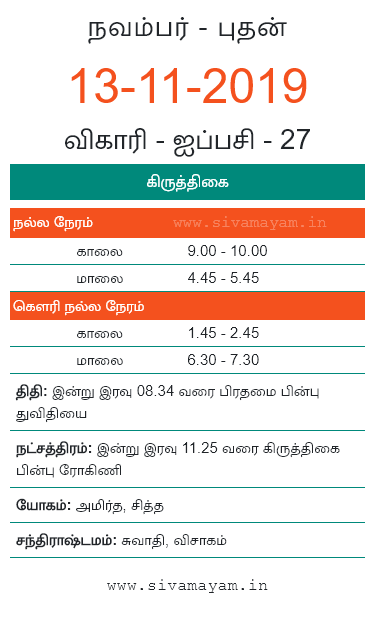 நவம்பர் - புதன்
13-11-2019
விகாரி - ஐப்பசி - 27
கிருத்திகை
நல்ல நேரம் www.sivamayam.in
காலை 9.00 - 10.00
மாலை 4.45 - 5.45
கௌரி நல்ல நேரம்
காலை 1.45 - 2.45
மாலை 6.30 - 7.30
திதி: இன்று இரவு 08.34 வரை பிரதமை பின்பு
துவிதியை
நட்சத்திரம்: இன்று இரவு 11.25 வரை கிருத்திகை
பின்பு ரோகிணி
யோகம்: அமிர்த, சித்த
சந்திராஷ்டமம்: சுவாதி, விசாகம்
www.sivamayam.in